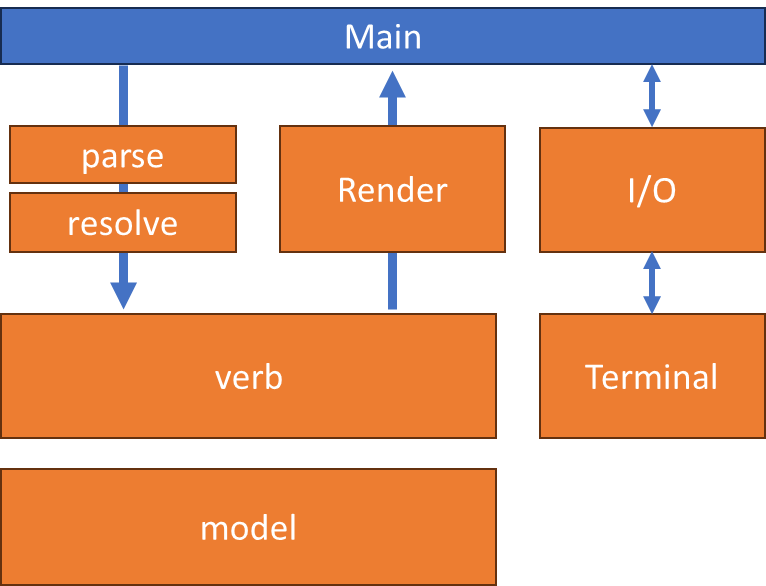 Main
parse
resolve
Render
I/O
verb
Terminal
model